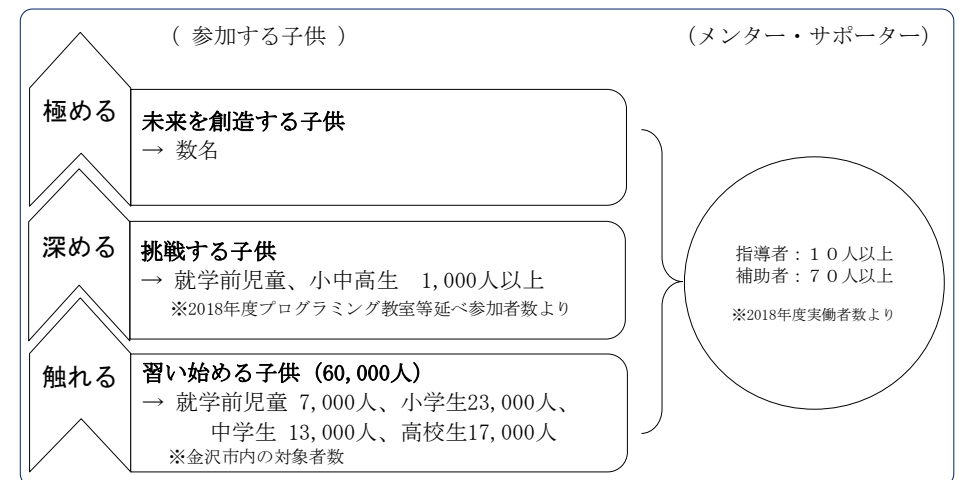 （ 参加する子供 ）
（メンター・サポーター）
極める
未来を創造する子供
→ 数名
深める
挑戦する子供
→ 就学前児童、小中高生　1,000人以上
※2018年度プログラミング教室等延べ参加者数より
触れる
習い始める子供（60,000人）
→ 就学前児童 7,000人、小学生23,000人、
中学生 13,000人、高校生17,000人
※金沢市内の対象者数
指導者：１０人以上
補助者：７０人以上
※2018年度実働者数より